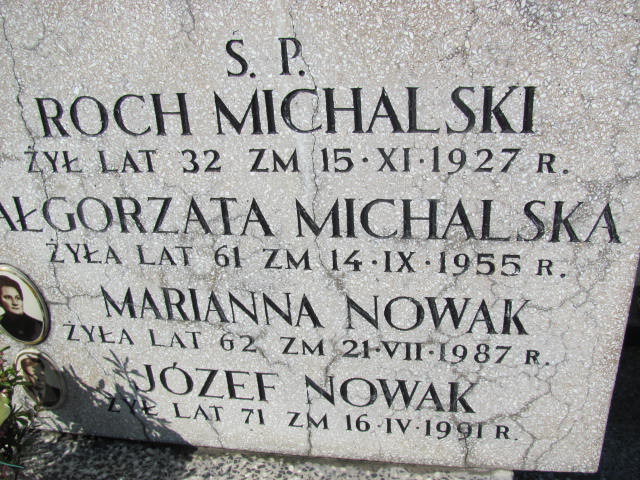 S. P.
ROCH MICHALSKI
ŻYŁ LAT 32 ZM 15·XI·1927 R.
AŁGORZATA MICHALSKA
ŻYŁA LAT 61 ZM 14·IX·1955 R.
MARIANNA NOWAK
ŻYŁA LAT 62 ZM 21·VII·1987 R.
JÓZEF NOWAK
ŻYŁ LAT 71 ZM 16·IV·1991 R.